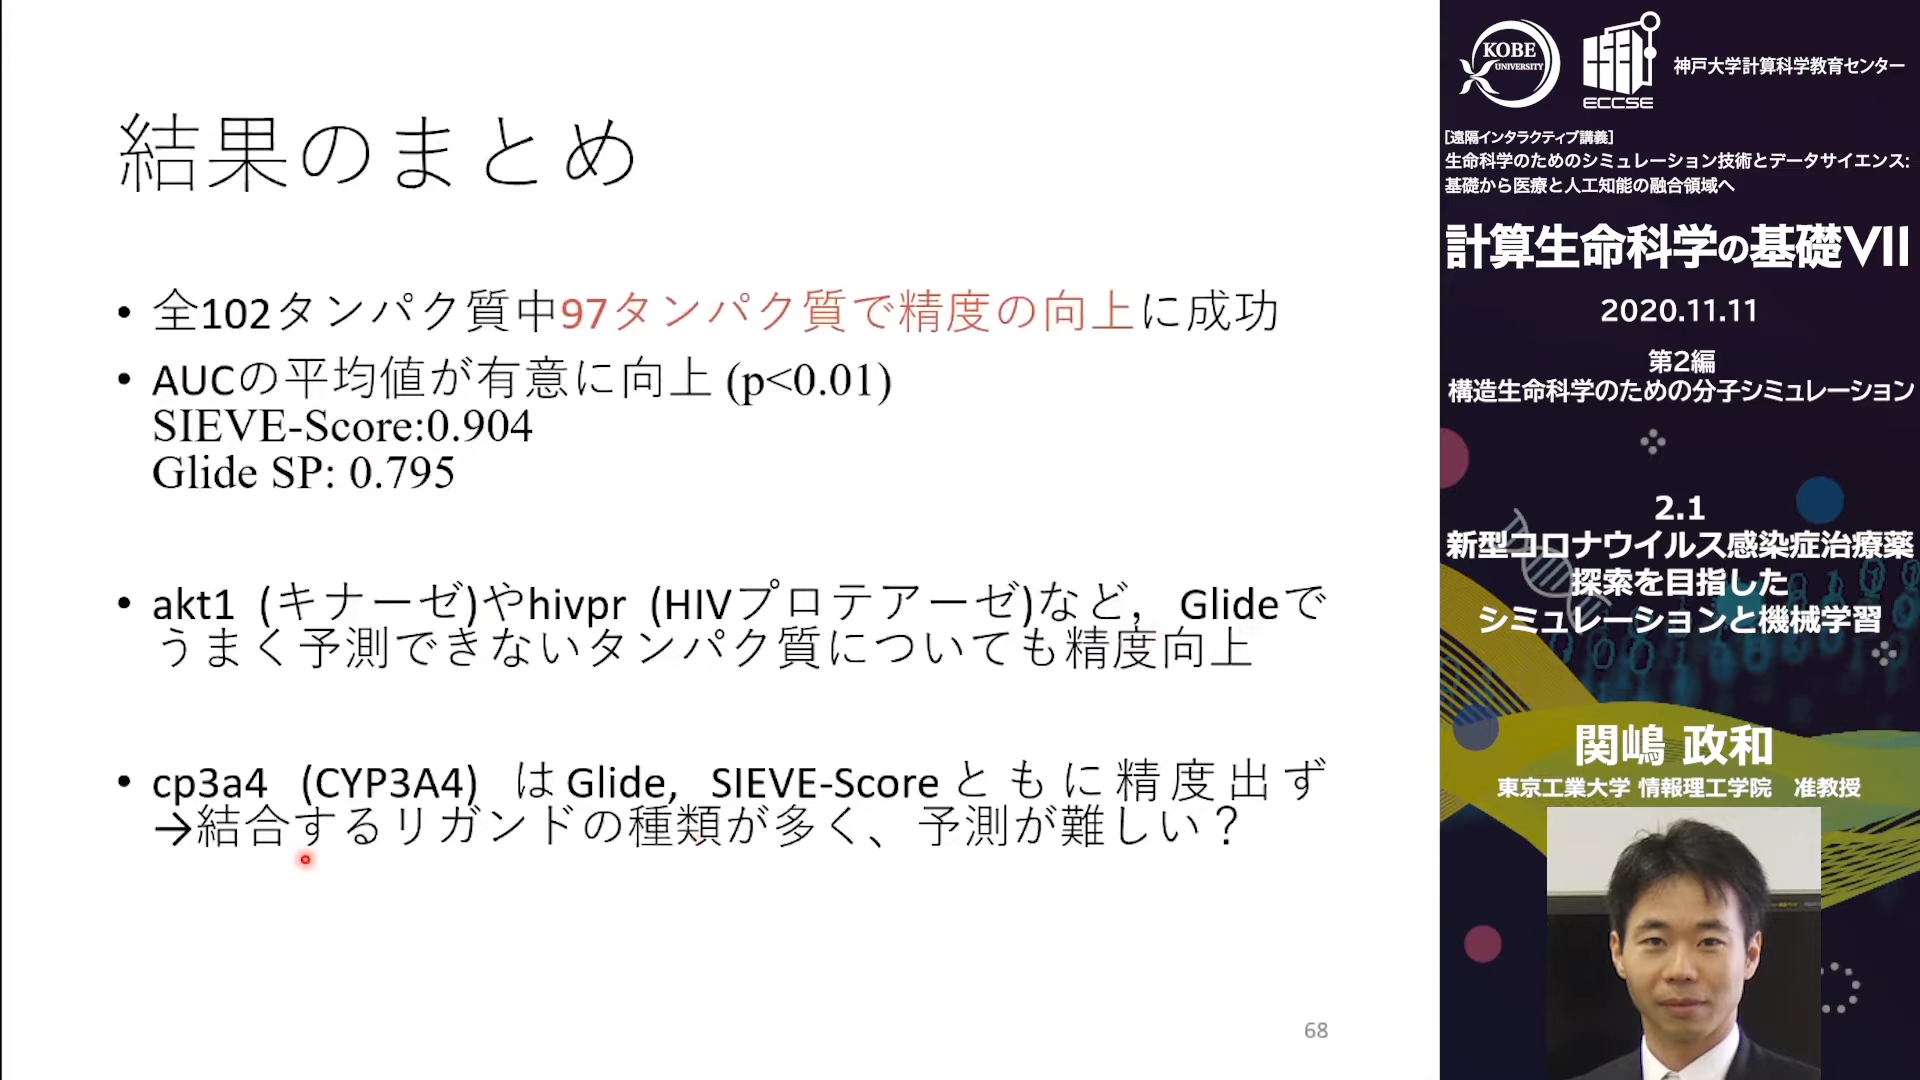 結果のまとめ
• 全102タンパク質中97タンパク質で精度の向上に成功
• AUCの平均値が有意に向上 (p<0.01)
SIEVE-Score:0.904
Glide SP: 0.795
• akt1 (キナーゼ)やhivpr (HIVプロテアーゼ)など，Glideで
うまく予測できないタンパク質についても精度向上
• cp3a4 (CYP3A4) はGlide, SIEVE-Scoreともに精度出ず
→結合するリガンドの種類が多く、予測が難しい？
68
KOBE
UNIVERSITY
ECCSE
神戸大学計算科学教育センター
[遠隔インタラクティブ講義]
生命科学のためのシミュレーション技術とデータサイエンス:
基礎から医療と人工知能の融合領域へ
計算生命科学の基礎VII
2020.11.11
第2編
構造生命科学のための分子シミュレーション
2.1
新型コロナウイルス感染症治療薬
探索を目指した
シミュレーションと機械学習
関嶋 政和
東京工業大学 情報理工学院 准教授